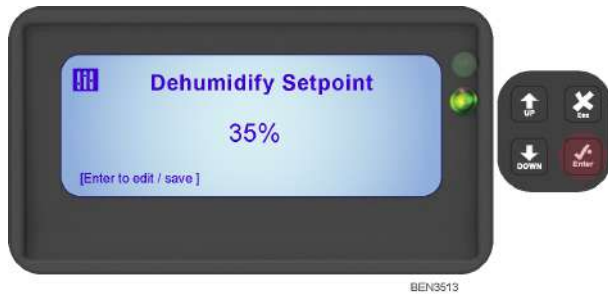 Dehumidify Setpoint
35%
[Enter to edit / save ]
UP
Esc
DOWN
Enter
BEN3513